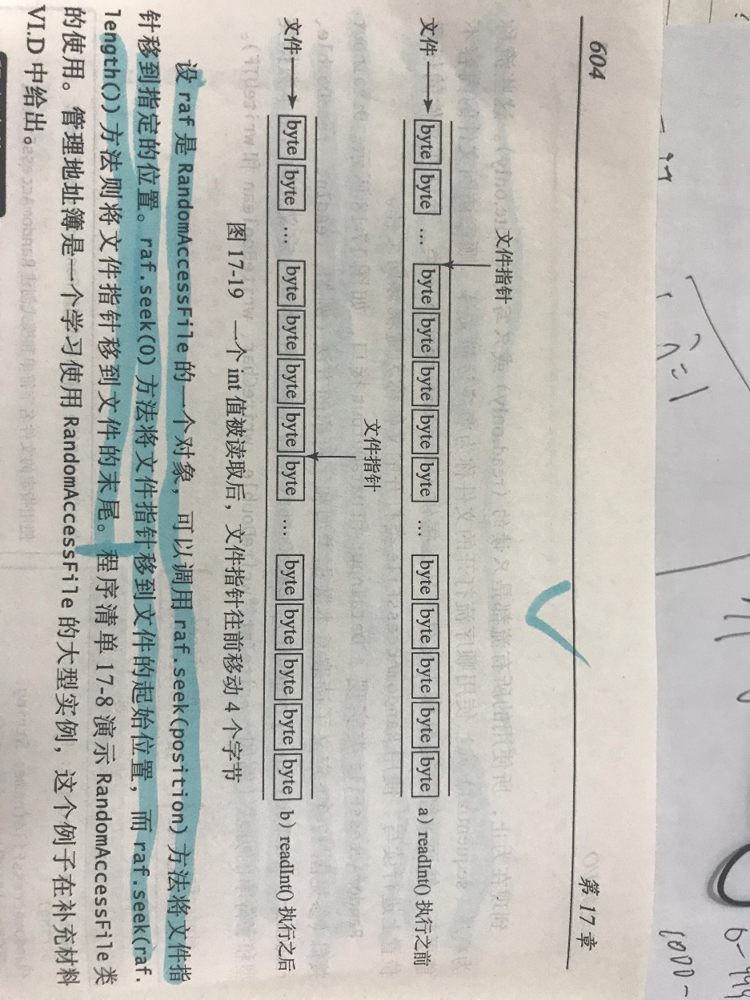 604
第 17 章
文件指针
文件 byte byte … byte byte byte byte byte … byte byte byte byte byte a) readInt() 执行之前
文件指针
文件 byte byte … byte byte byte byte byte … byte byte byte byte byte b) readInt() 执行之后
图 17-19 一个 int 值被读取后，文件指针往前移动 4 个字节
设 raf 是 RandomAccessFile 的一个对象，可以调用 raf.seek(position) 方法将文件指
针移到指定的位置。raf.seek(0) 方法将文件指针移到文件的起始位置，而 raf.seek(raf.
length()) 方法则将文件指针移到文件的末尾。程序清单 17-8 演示 RandomAccessFile 类
的使用。管理地址簿是一个学习使用 RandomAccessFile 的大型实例，这个例子在补充材料
VI.D 中给出。
n=1
1000-